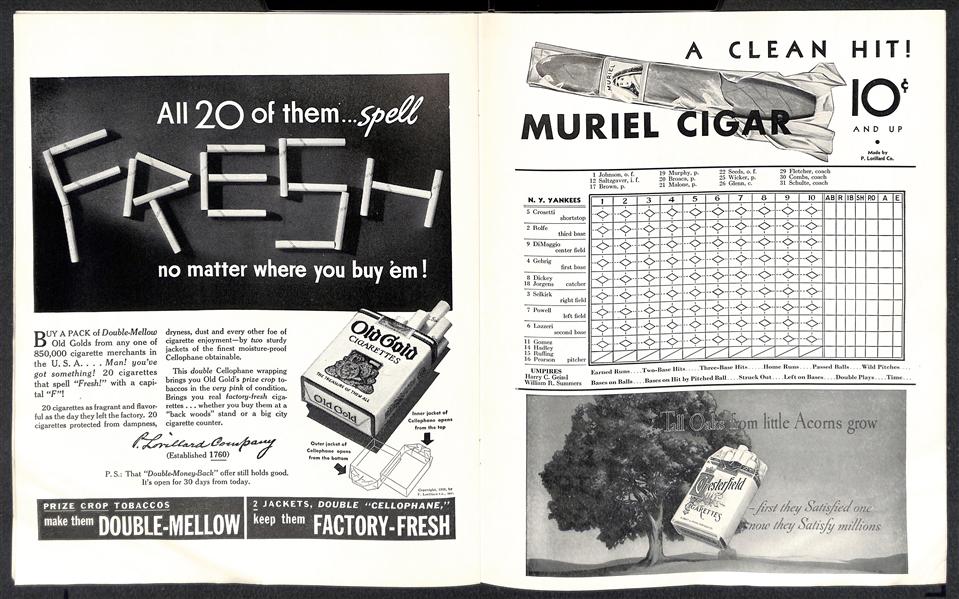 All 20 of them...spell
FRESH
no matter where you buy 'em!
BUY A PACK of Double-Mellow
Old Golds from any one of
850,000 cigarette merchants in
the U. S. A. . . . Man! you've
got something! 20 cigarettes
that spell "Fresh!" with a capi-
tal "F"!
20 cigarettes as fragrant and flavor-
ful as the day they left the factory. 20
cigarettes protected from dampness,
dryness, dust and every other foe of
cigarette enjoyment—by two sturdy
jackets of the finest moisture-proof
Cellophane obtainable.
This double Cellophane wrapping
brings you Old Gold's prize crop to-
baccos in the very pink of condition.
Brings you real factory-fresh ciga-
rettes . . . whether you buy them at a
"back woods" stand or a big city
cigarette counter.
P. Lorillard Company
(Established 1760)
P. S.: That "Double-Money-Back" offer still holds good.
It's open for 30 days from today.
Old Gold
CIGARETTES
THE TREASURE OF THEM ALL
Old Gold
Outer jacket of
Cellophane opens
from the bottom
Inner jacket of
Cellophane opens
from the top
PRIZE CROP TOBACCOS
make them DOUBLE-MELLOW
2 JACKETS, DOUBLE "CELLOPHANE,"
keep them FACTORY-FRESH
A CLEAN HIT!
MURIEL
MURIEL CIGAR
10¢
AND UP
Made by
P. Lorillard Co.
1 Johnson, o. f. 19 Murphy, p. 22 Seeds, o. f. 29 Fletcher, coach
12 Saltzgaver, i. f. 20 Broaca, p. 25 Wicker, p. 30 Combs, coach
17 Brown, p. 21 Malone, p. 26 Glenn, c. 31 Schulte, coach
N. Y. YANKEES 1 2 3 4 5 6 7 8 9 10 AB R 1B SH PO A E
5 Crosetti
shortstop
2 Rolfe
third base
9 DiMaggio
center field
4 Gehrig
first base
8 Dickey
18 Jorgens catcher
3 Selkirk
right field
7 Powell
left field
6 Lazzeri
second base
11 Gomez
14 Hadley
15 Ruffing
16 Pearson pitcher
UMPIRES
Harry C. Geisel
William R. Summers
Earned Runs.... Two-Base Hits.... Three-Base Hits.... Home Runs.... Passed Balls.... Wild Pitches....
Bases on Balls.... Bases on Hit by Pitched Ball.... Struck Out.... Left on Bases.... Double Plays.... Time....
Tall Oaks from little Acorns grow
Chesterfield
CIGARETTES
—first they Satisfied one
now they Satisfy millions